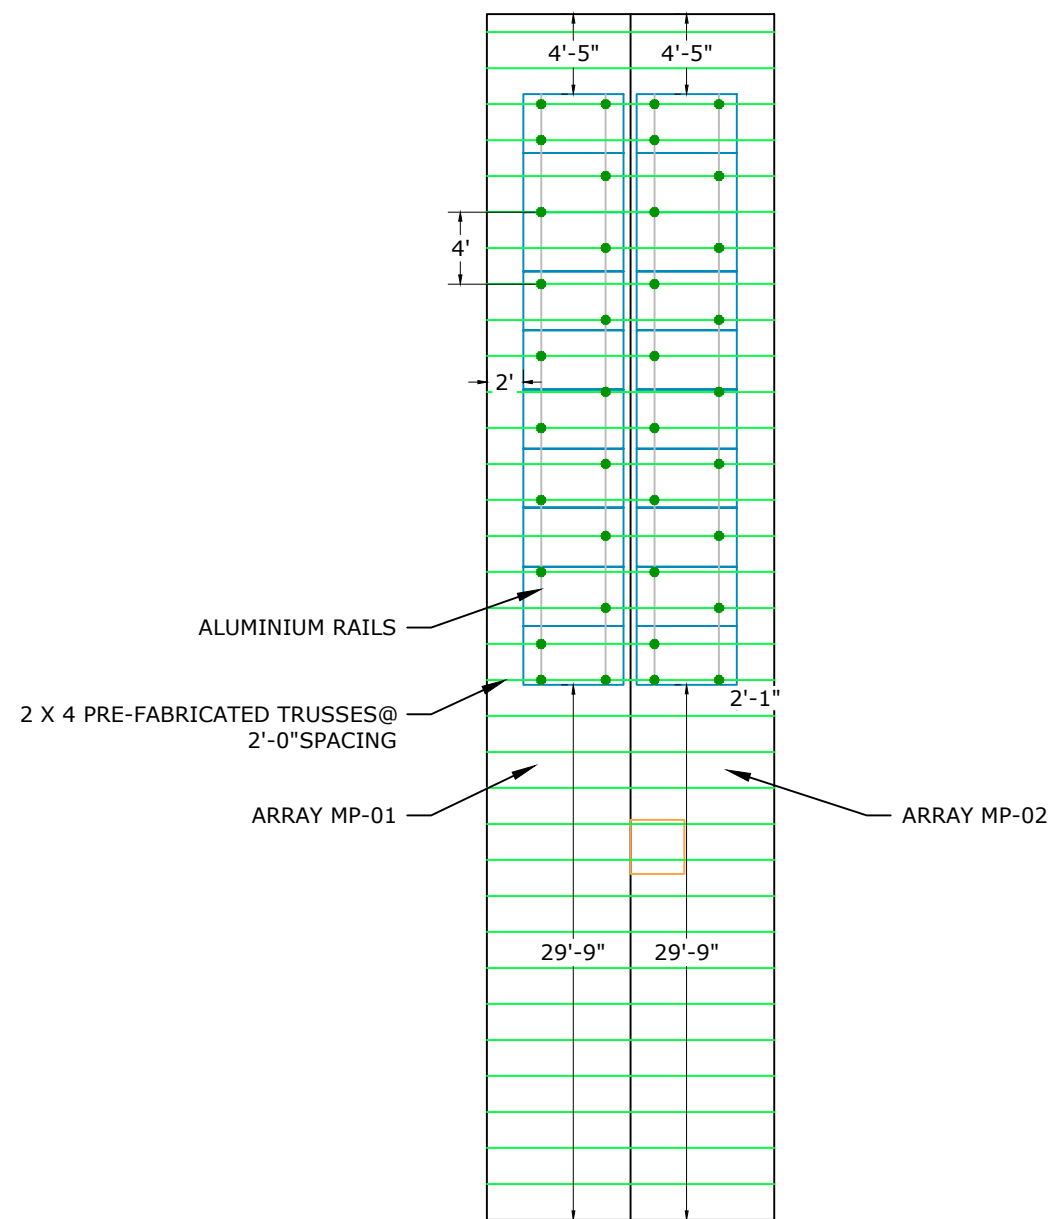 4'-5" 4'-5"
4'
2'
ALUMINIUM RAILS
2 X 4 PRE-FABRICATED TRUSSES@
2'-0"SPACING
2'-1"
ARRAY MP-01
ARRAY MP-02
29'-9" 29'-9"